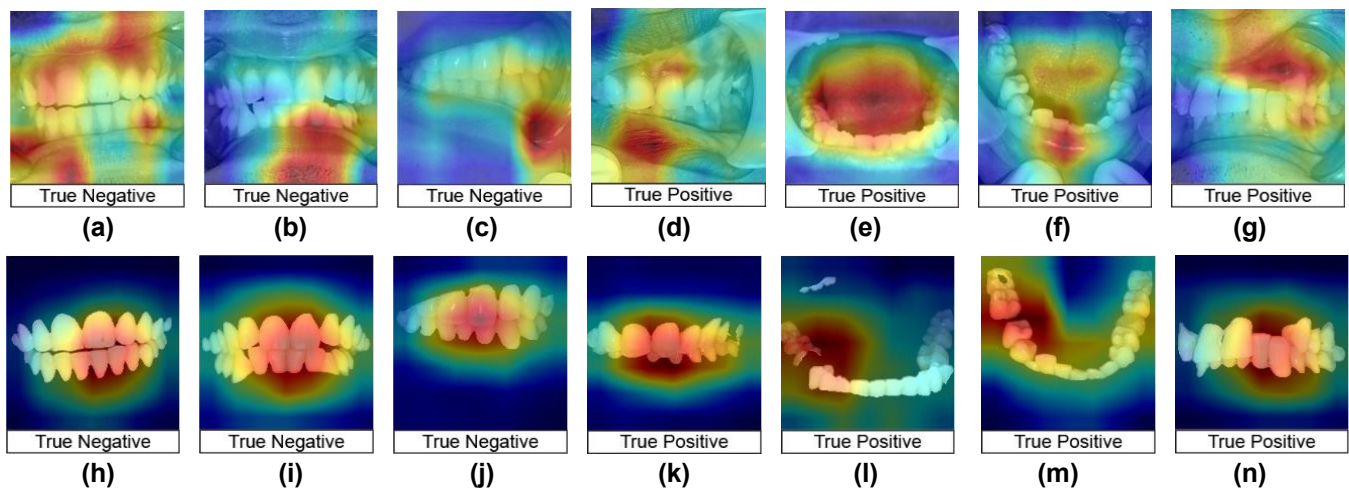 True Negative True Negative True Negative True Positive True Positive True Positive True Positive
(a) (b) (c) (d) (e) (f) (g)
True Negative True Negative True Negative True Positive True Positive True Positive True Positive
(h) (i) (j) (k) (l) (m) (n)